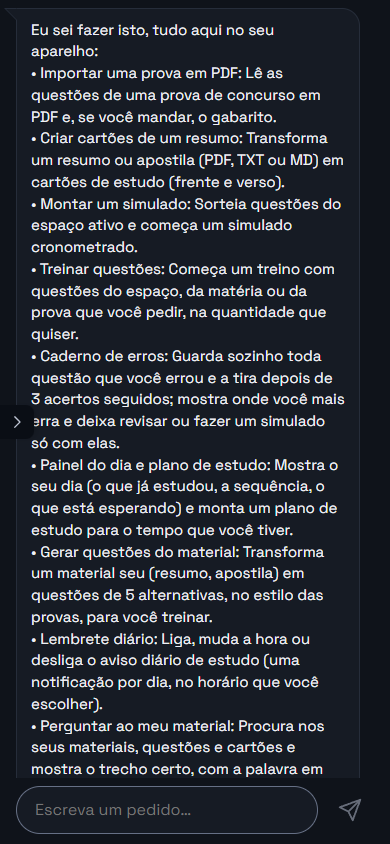 Eu sei fazer isto, tudo aqui no seu
aparelho:
• Importar uma prova em PDF: Lê as
questões de uma prova de concurso em
PDF e, se você mandar, o gabarito.
• Criar cartões de um resumo: Transforma
um resumo ou apostila (PDF, TXT ou MD) em
cartões de estudo (frente e verso).
• Montar um simulado: Sorteia questões do
espaço ativo e começa um simulado
cronometrado.
• Treinar questões: Começa um treino com
questões do espaço, da matéria ou da
prova que você pedir, na quantidade que
quiser.
• Caderno de erros: Guarda sozinho toda
questão que você errou e a tira depois de
3 acertos seguidos; mostra onde você mais
erra e deixa revisar ou fazer um simulado
só com elas.
• Painel do dia e plano de estudo: Mostra o
seu dia (o que já estudou, a sequência, o
que está esperando) e monta um plano de
estudo para o tempo que você tiver.
• Gerar questões do material: Transforma
um material seu (resumo, apostila) em
questões de 5 alternativas, no estilo das
provas, para você treinar.
• Lembrete diário: Liga, muda a hora ou
desliga o aviso diário de estudo (uma
notificação por dia, no horário que você
escolher).
• Perguntar ao meu material: Procura nos
seus materiais, questões e cartões e
mostra o trecho certo, com a palavra em
Escreva um pedido...